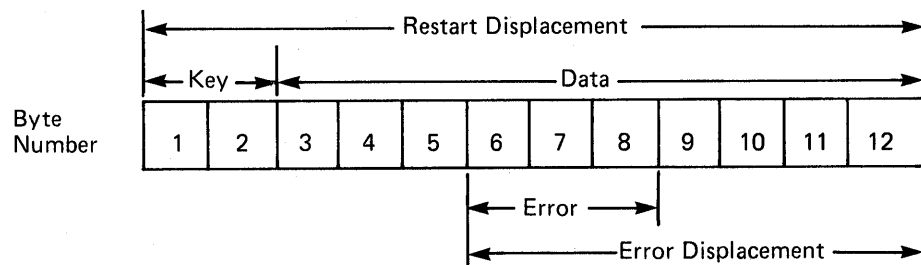 Restart Displacement
Key Data
Byte
Number 1 2 3 4 5 6 7 8 9 10 11 12
Error
Error Displacement